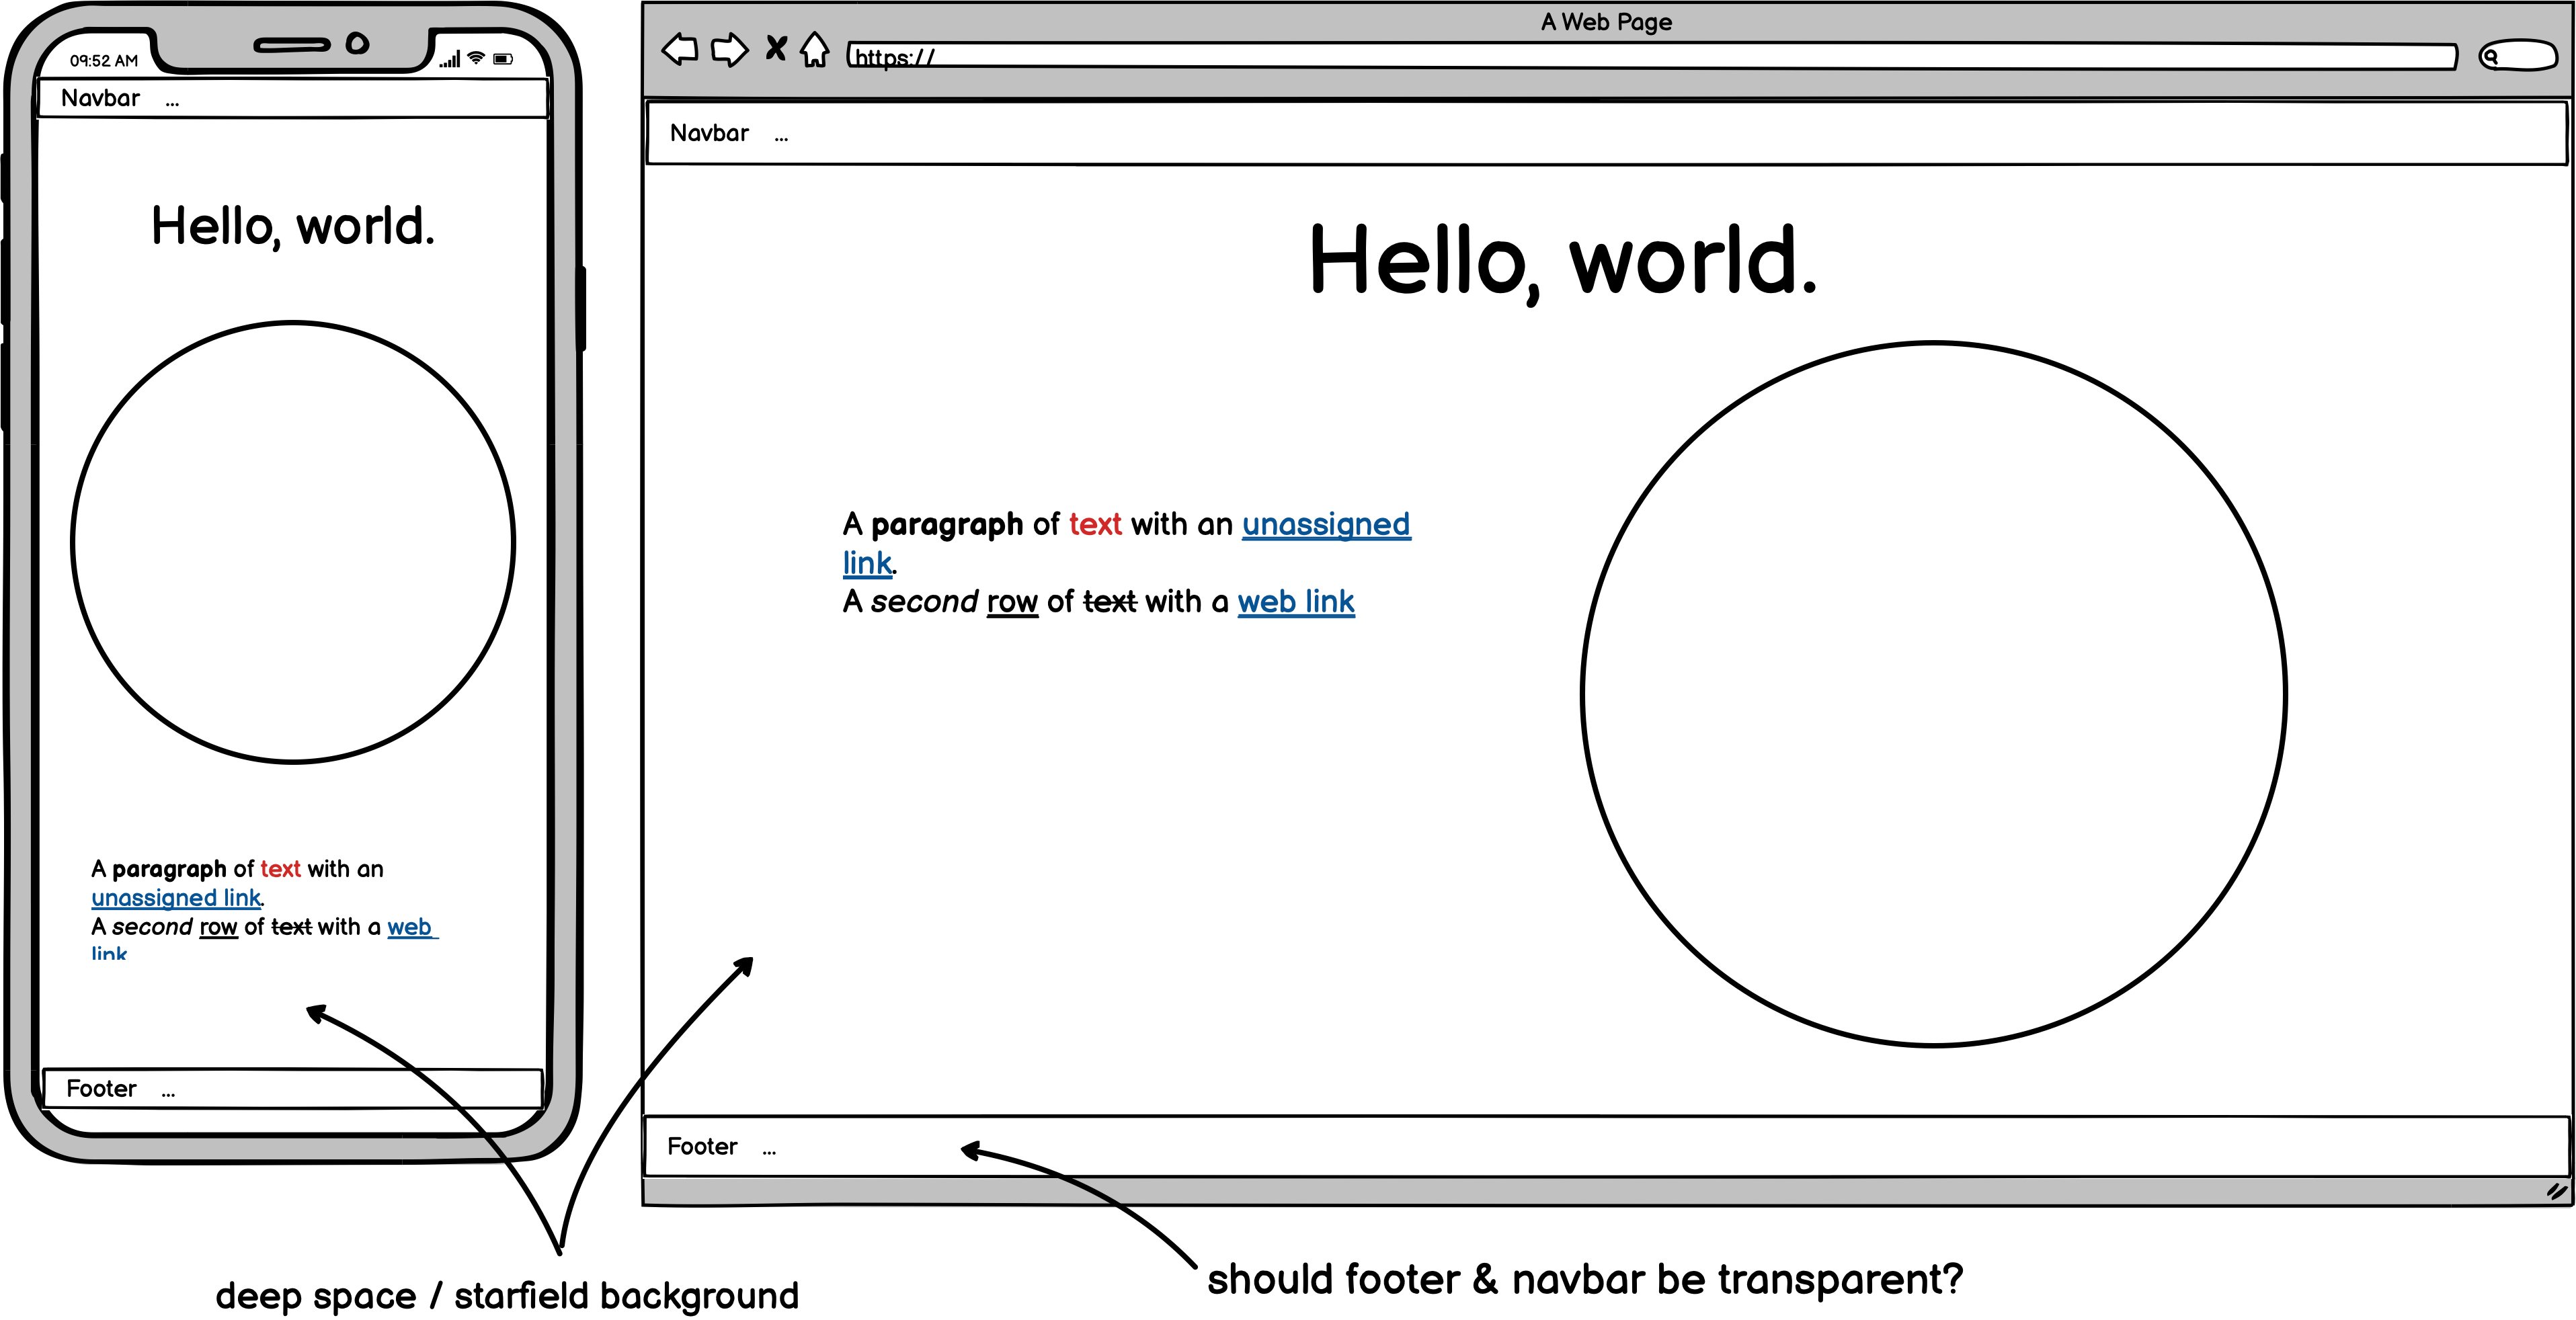 09:52 AM
Navbar ...
Hello, world.
A paragraph of text with an
unassigned link.
A second row of text with a web
link
Footer ...
A Web Page
https://
Navbar ...
Hello, world.
A paragraph of text with an unassigned
link.
A second row of text with a web link
Footer ...
deep space / starfield background
should footer & navbar be transparent?